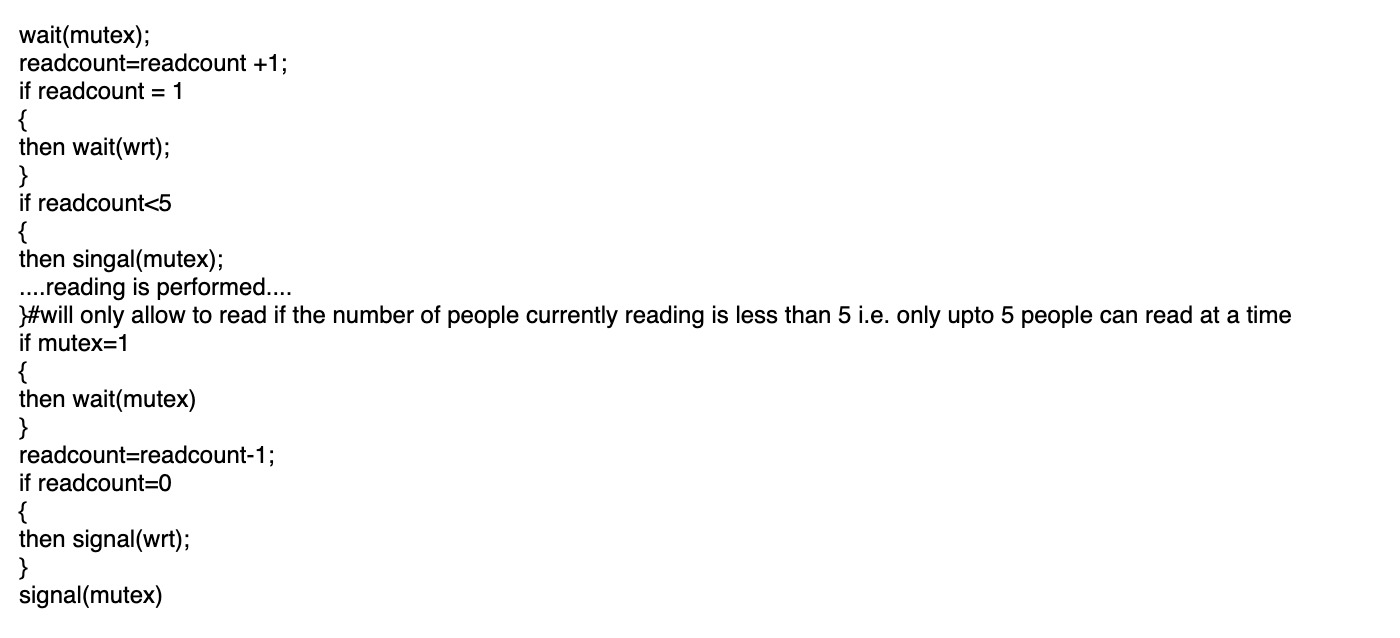 wait(mutex);
readcount=readcount +1;
if readcount = 1
{
then wait(wrt);
}
if readcount<5
{
then singal(mutex);
....reading is performed....
}#will only allow to read if the number of people currently reading is less than 5 i.e. only upto 5 people can read at a time
if mutex=1
{
then wait(mutex)
}
readcount=readcount-1;
if readcount=0
{
then signal(wrt);
}
signal(mutex)